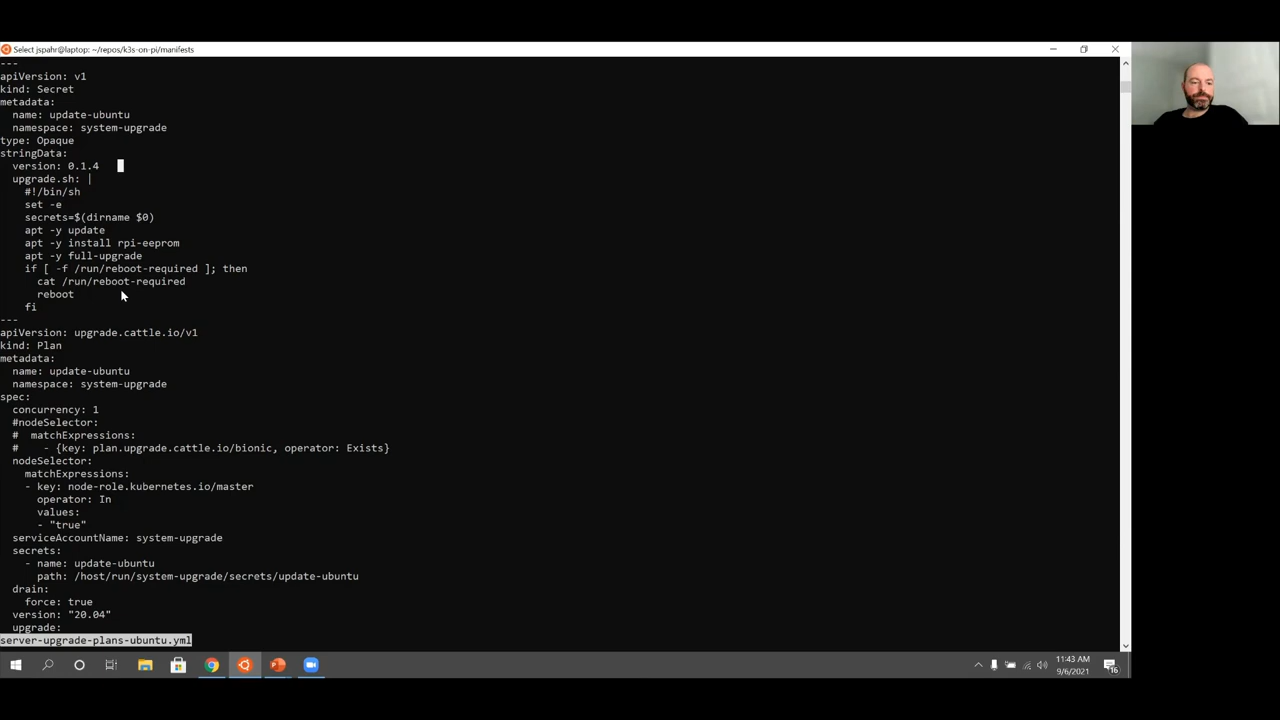 Select jspahr@laptop: ~/repos/k3s-on-pi/manifests
---
apiVersion: v1
kind: Secret
metadata:
  name: update-ubuntu
  namespace: system-upgrade
type: Opaque
stringData:
  version: 0.1.4
  upgrade.sh: |
    #!/bin/sh
    set -e
    secrets=$(dirname $0)
    apt -y update
    apt -y install rpi-eeprom
    apt -y full-upgrade
    if [ -f /run/reboot-required ]; then
      cat /run/reboot-required
      reboot
    fi
---
apiVersion: upgrade.cattle.io/v1
kind: Plan
metadata:
  name: update-ubuntu
  namespace: system-upgrade
spec:
  concurrency: 1
  #nodeSelector:
  #  matchExpressions:
  #    - {key: plan.upgrade.cattle.io/bionic, operator: Exists}
  nodeSelector:
    matchExpressions:
    - key: node-role.kubernetes.io/master
      operator: In
      values:
      - "true"
  serviceAccountName: system-upgrade
  secrets:
    - name: update-ubuntu
      path: /host/run/system-upgrade/secrets/update-ubuntu
  drain:
    force: true
  version: "20.04"
  upgrade:
server-upgrade-plans-ubuntu.yml
11:43 AM
9/6/2021
16